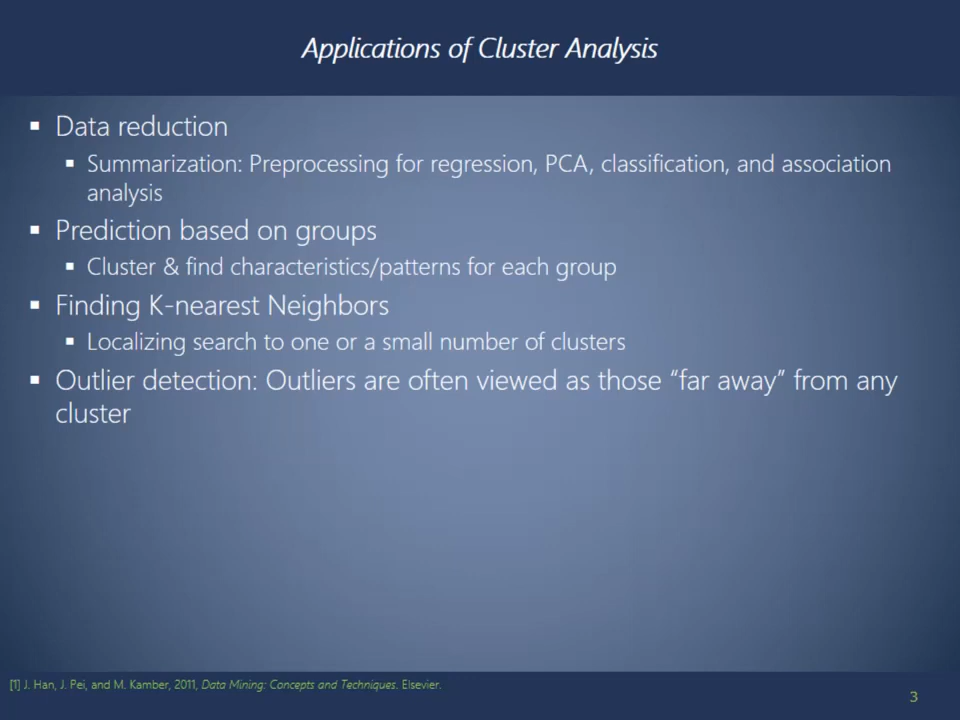 Applications of Cluster Analysis
▪ Data reduction
▪ Summarization: Preprocessing for regression, PCA, classification, and association
analysis
▪ Prediction based on groups
▪ Cluster & find characteristics/patterns for each group
▪ Finding K-nearest Neighbors
▪ Localizing search to one or a small number of clusters
▪ Outlier detection: Outliers are often viewed as those “far away” from any
cluster
[1] J. Han, J. Pei, and M. Kamber, 2011, Data Mining: Concepts and Techniques. Elsevier.
3